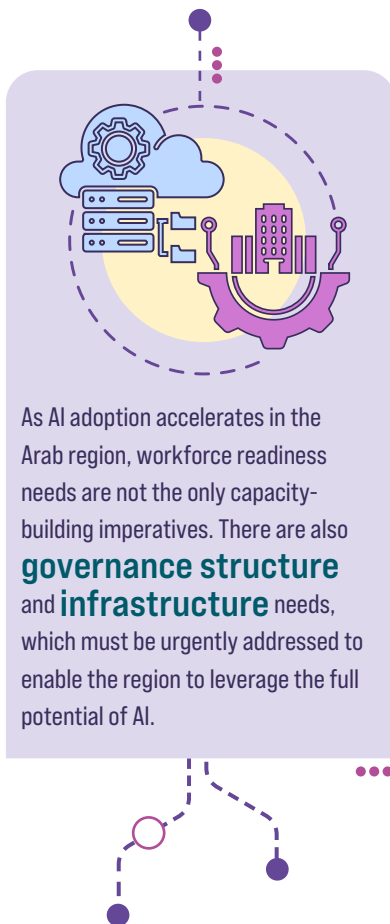 As AI adoption accelerates in the
Arab region, workforce readiness
needs are not the only capacity-
building imperatives. There are also
governance structure
and infrastructure needs,
which must be urgently addressed to
enable the region to leverage the full
potential of AI.